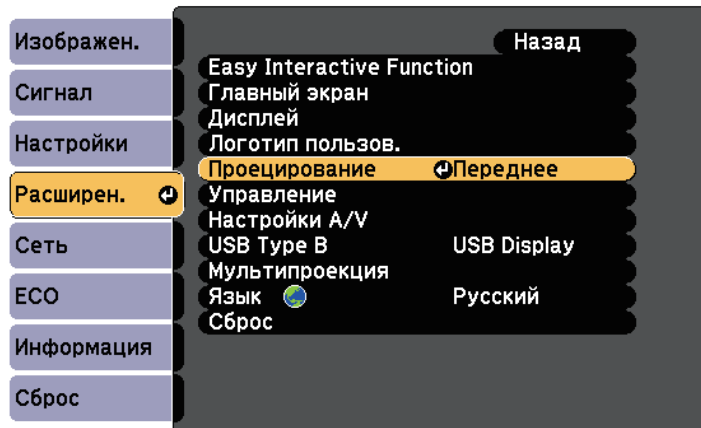 Изображен.
Сигнал
Настройки
Расширен.
Сеть
ECO
Информация
Сброс
Назад
Easy Interactive Function
Главный экран
Дисплей
Логотип пользов.
Проецирование Переднее
Управление
Настройки A/V
USB Type B USB Display
Мультипроекция
Язык Русский
Сброс